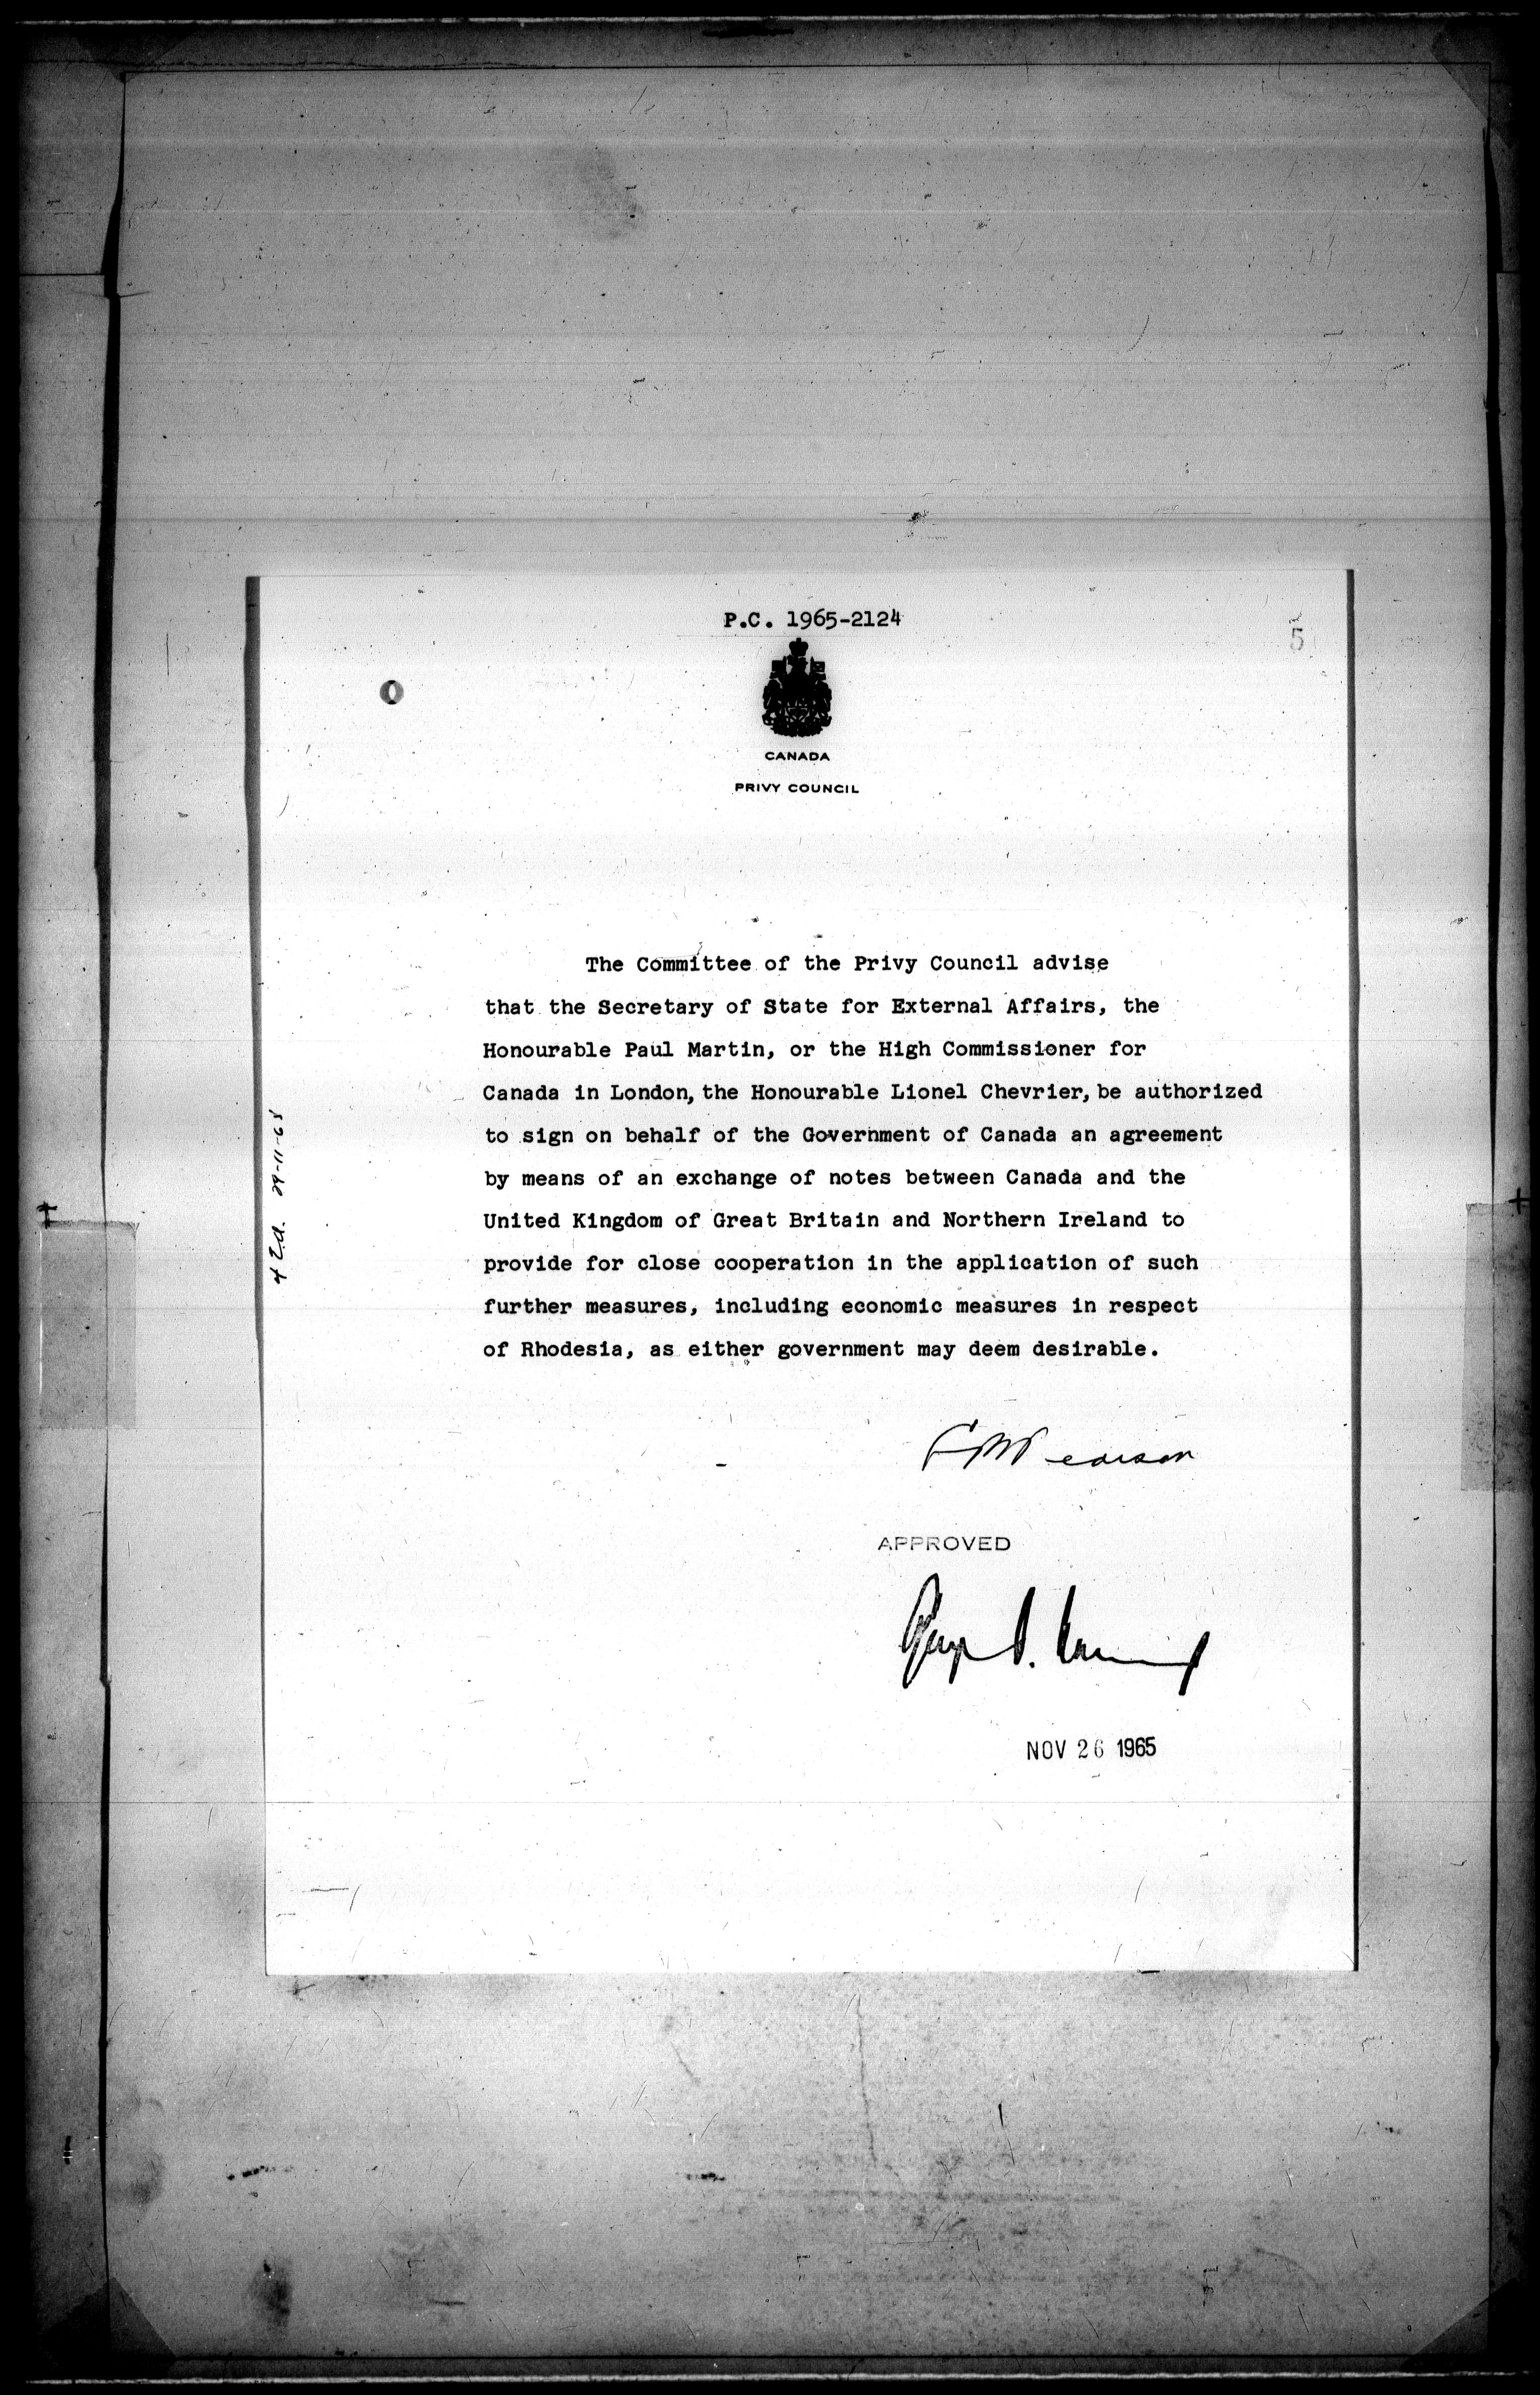 P.C. 1965-2124
5
CANADA
PRIVY COUNCIL
The Committee of the Privy Council advise
that the Secretary of State for External Affairs, the
Honourable Paul Martin, or the High Commissioner for
Canada in London, the Honourable Lionel Chevrier, be authorized
to sign on behalf of the Government of Canada an agreement
by means of an exchange of notes between Canada and the
United Kingdom of Great Britain and Northern Ireland to
provide for close cooperation in the application of such
further measures, including economic measures in respect
of Rhodesia, as either government may deem desirable.
29-11-65
LBPearson
APPROVED
NOV 26 1965